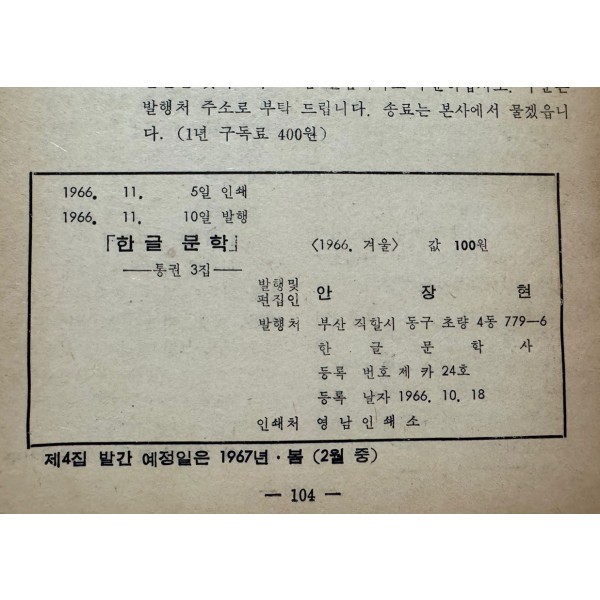 발행처 주소로 부탁 드립니다. 송료는 본사에서 물겠읍니
다. (1년 구독료 400원)
1966. 11. 5일 인쇄
1966. 11. 10일 발행
「한글 문학」 〈1966. 겨울〉 값 100원
—통권 3집—
발행및
편집인 안 장 현
발행처 부산 직할시 동구 초량 4동 779—6
한 글 문 학 사
등록 번호 제 카 24호
등록 날자 1966. 10. 18
인쇄처 영남인쇄소
제4집 발간 예정일은 1967년·봄 (2월 중)
— 104 —